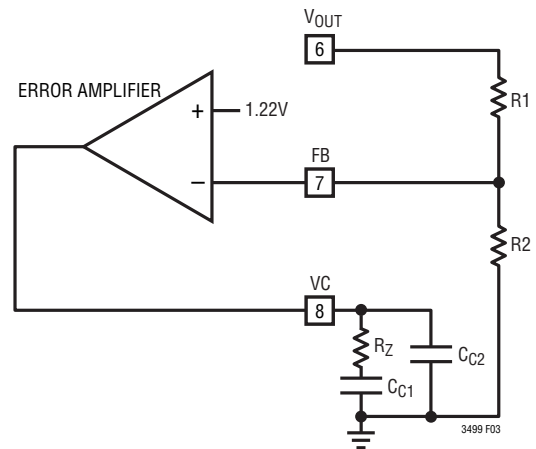 VOUT
6
ERROR AMPLIFIER
R1
+
1.22V
FB
–
7
R2
VC
8
RZ
CC2
CC1
3499 F03